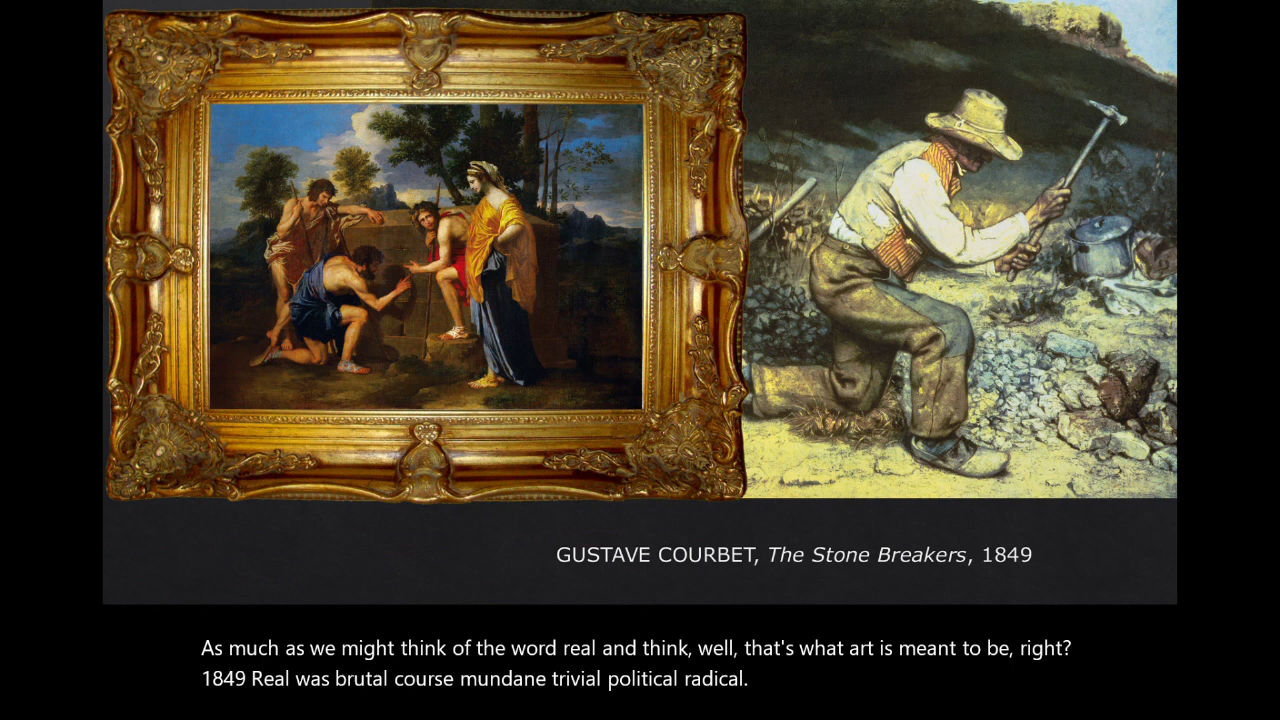 GUSTAVE COURBET, The Stone Breakers, 1849
As much as we might think of the word real and think, well, that's what art is meant to be, right?
1849 Real was brutal course mundane trivial political radical.